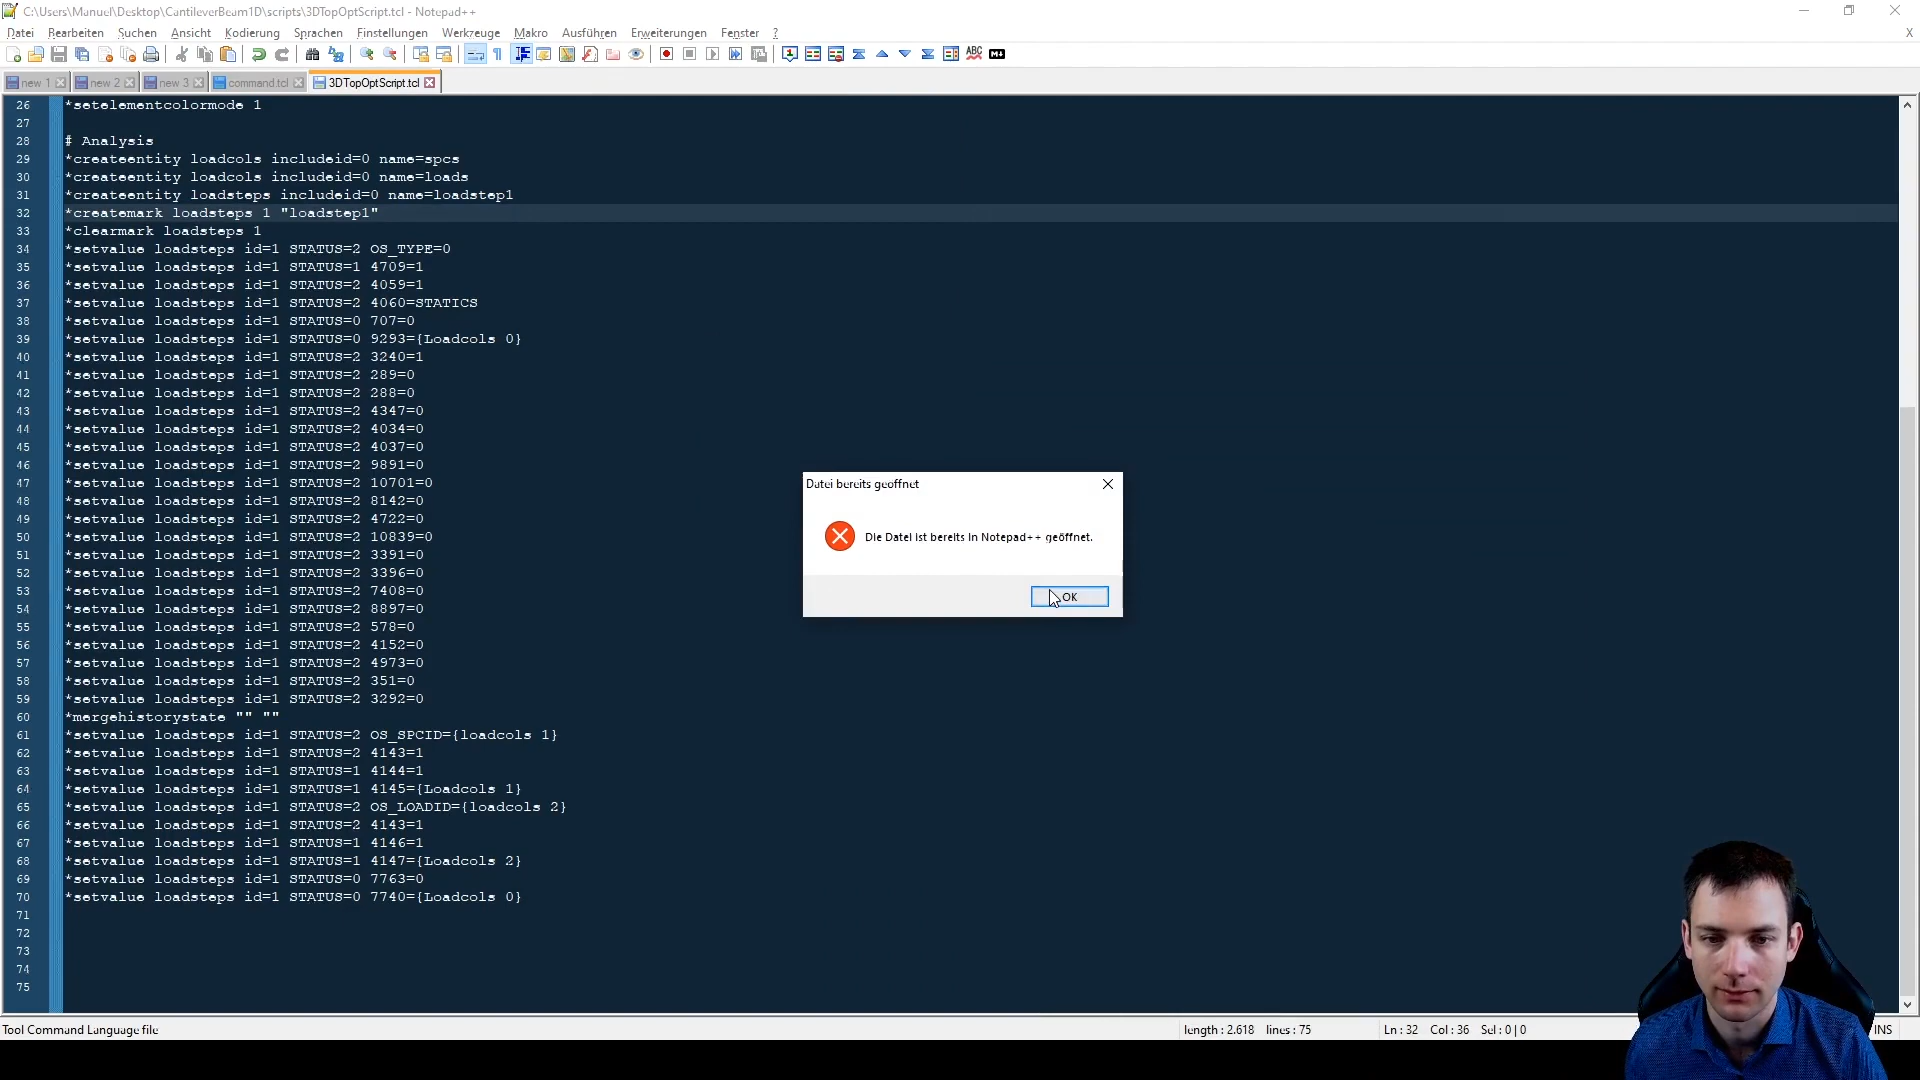 C:\Users\Manuel\Desktop\CantileverBeam1D\scripts\3DTopOptScript.tcl - Notepad++
Datei Bearbeiten Suchen Ansicht Kodierung Sprachen Einstellungen Werkzeuge Makro Ausführen Erweiterungen Fenster ? X
new 1 new 2 new 3 command.tcl 3DTopOptScript.tcl
26 *setelementcolormode 1
27
28 # Analysis
29 *createentity loadcols includeid=0 name=spcs
30 *createentity loadcols includeid=0 name=loads
31 *createentity loadsteps includeid=0 name=loadstep1
32 *createmark loadsteps 1 "loadstep1"
33 *clearmark loadsteps 1
34 *setvalue loadsteps id=1 STATUS=2 OS_TYPE=0
35 *setvalue loadsteps id=1 STATUS=1 4709=1
36 *setvalue loadsteps id=1 STATUS=2 4059=1
37 *setvalue loadsteps id=1 STATUS=2 4060=STATICS
38 *setvalue loadsteps id=1 STATUS=0 707=0
39 *setvalue loadsteps id=1 STATUS=0 9293={Loadcols 0}
40 *setvalue loadsteps id=1 STATUS=2 3240=1
41 *setvalue loadsteps id=1 STATUS=2 289=0
42 *setvalue loadsteps id=1 STATUS=2 288=0
43 *setvalue loadsteps id=1 STATUS=2 4347=0
44 *setvalue loadsteps id=1 STATUS=2 4034=0
45 *setvalue loadsteps id=1 STATUS=2 4037=0
46 *setvalue loadsteps id=1 STATUS=2 9891=0
47 *setvalue loadsteps id=1 STATUS=2 10701=0
48 *setvalue loadsteps id=1 STATUS=2 8142=0
49 *setvalue loadsteps id=1 STATUS=2 4722=0
50 *setvalue loadsteps id=1 STATUS=2 10839=0
51 *setvalue loadsteps id=1 STATUS=2 3391=0
52 *setvalue loadsteps id=1 STATUS=2 3396=0
53 *setvalue loadsteps id=1 STATUS=2 7408=0
54 *setvalue loadsteps id=1 STATUS=2 8897=0
55 *setvalue loadsteps id=1 STATUS=2 578=0
56 *setvalue loadsteps id=1 STATUS=2 4152=0
57 *setvalue loadsteps id=1 STATUS=2 4973=0
58 *setvalue loadsteps id=1 STATUS=2 351=0
59 *setvalue loadsteps id=1 STATUS=2 3292=0
60 *mergehistorystate "" ""
61 *setvalue loadsteps id=1 STATUS=2 OS_SPCID={loadcols 1}
62 *setvalue loadsteps id=1 STATUS=2 4143=1
63 *setvalue loadsteps id=1 STATUS=1 4144=1
64 *setvalue loadsteps id=1 STATUS=1 4145={Loadcols 1}
65 *setvalue loadsteps id=1 STATUS=2 OS_LOADID={loadcols 2}
66 *setvalue loadsteps id=1 STATUS=2 4143=1
67 *setvalue loadsteps id=1 STATUS=1 4146=1
68 *setvalue loadsteps id=1 STATUS=1 4147={Loadcols 2}
69 *setvalue loadsteps id=1 STATUS=0 7763=0
70 *setvalue loadsteps id=1 STATUS=0 7740={Loadcols 0}
71
72
73
74
75
Datei bereits geoffnet
Die Datei ist bereits in Notepad++ geöffnet.
OK
Tool Command Language file length : 2.618 lines : 75 Ln : 32 Col : 36 Sel : 0 | 0 INS